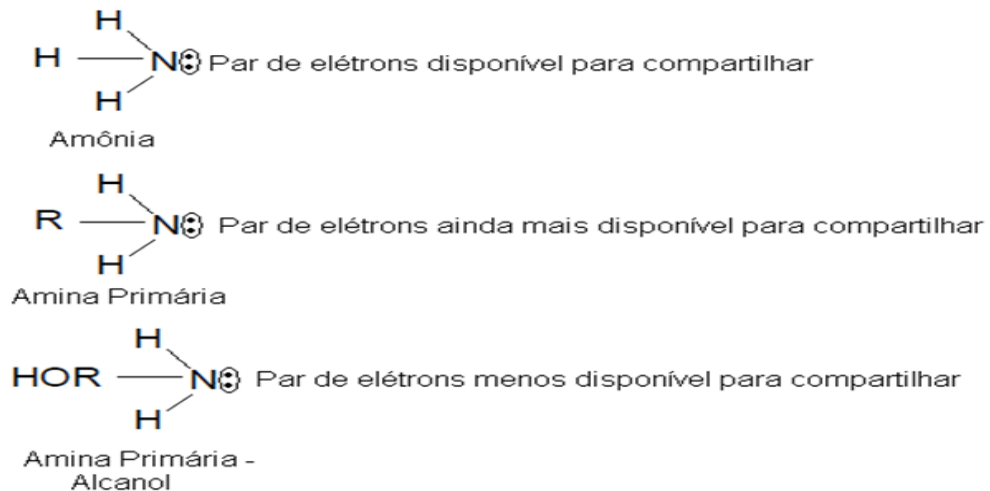 H
H N: Par de elétrons disponível para compartilhar
H
Amônia
H
R N: Par de elétrons ainda mais disponível para compartilhar
H
Amina Primária
H
HOR N: Par de elétrons menos disponível para compartilhar
H
Amina Primária -
Alcanol